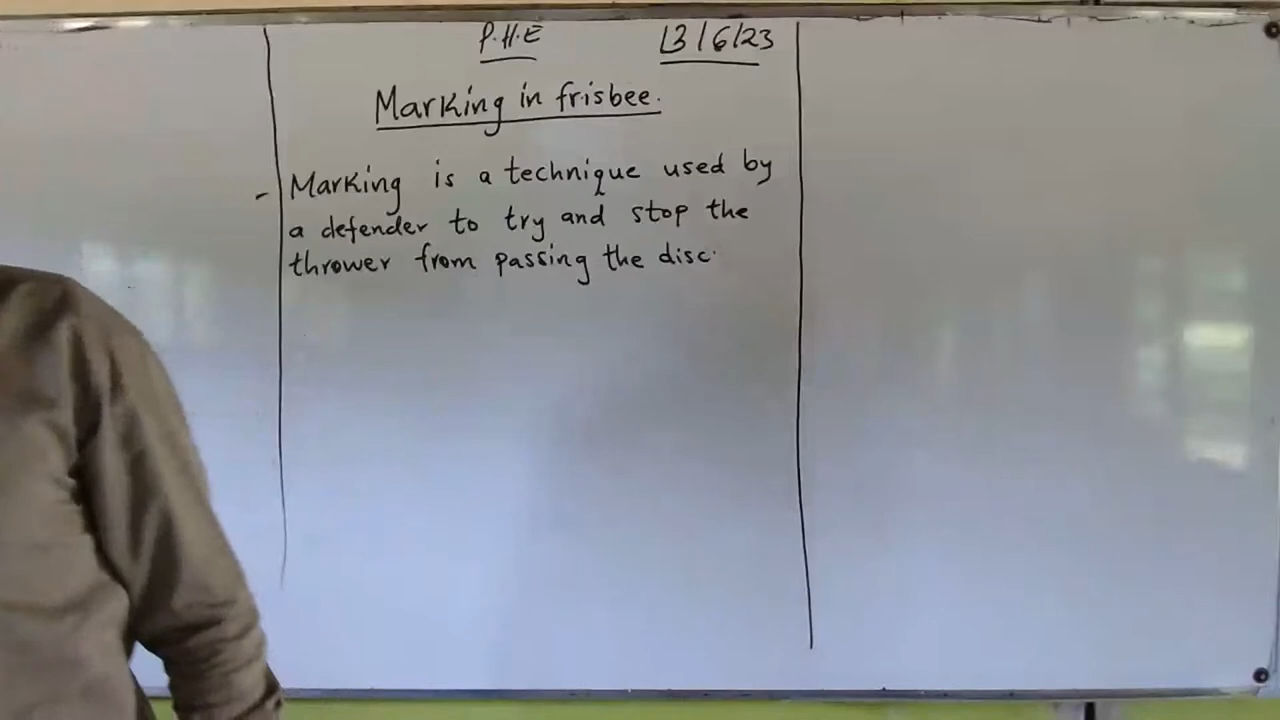 P.H.E 13/6/23
Marking in frisbee.
- Marking is a technique used by
a defender to try and stop the
thrower from passing the disc.